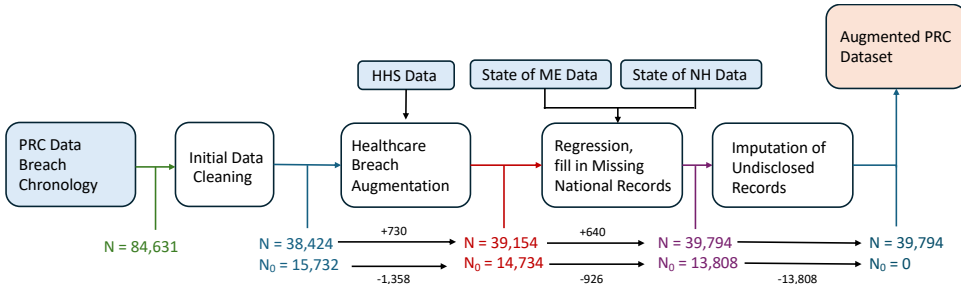 Augmented PRC
Dataset
HHS Data
State of ME Data
State of NH Data
PRC Data
Breach
Chronology
Initial Data
Cleaning
Healthcare
Breach
Augmentation
Regression,
fill in Missing
National Records
Imputation of
Undisclosed
Records
N = 84,631
N = 38,424
+730
N = 39,154
+640
N = 39,794
N = 39,794
N₀ = 15,732
-1,358
N₀ = 14,734
-926
N₀ = 13,808
-13,808
N₀ = 0